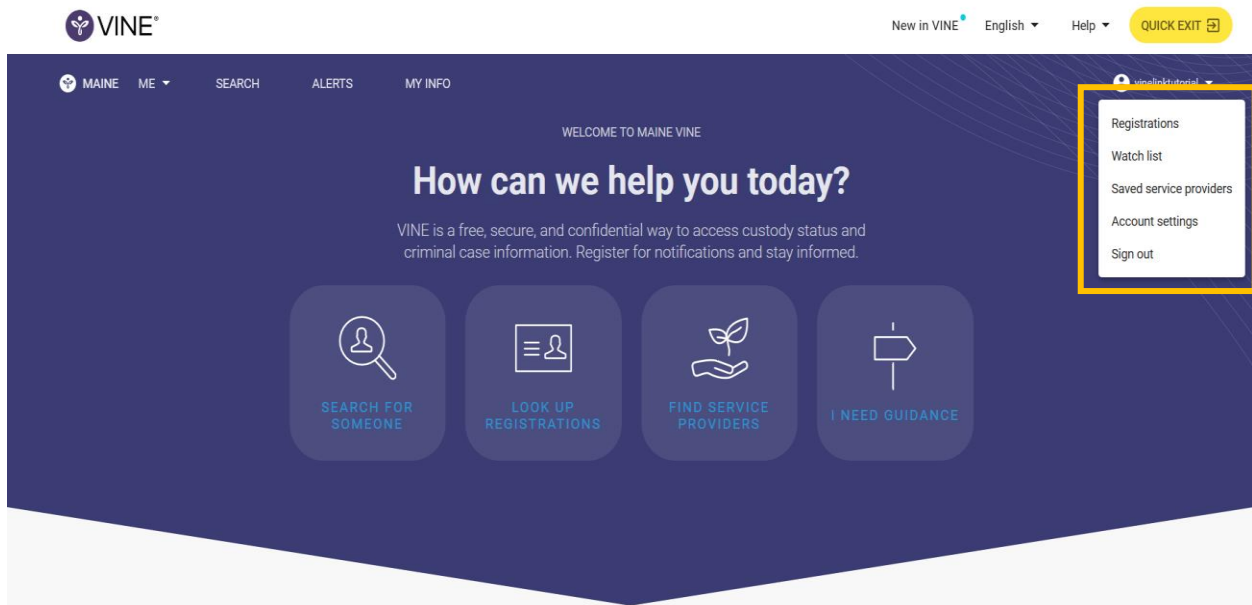 VINE®
New in VINE English Help QUICK EXIT
MAINE ME SEARCH ALERTS MY INFO vinelinktutorial
Registrations
Watch list
Saved service providers
Account settings
Sign out
WELCOME TO MAINE VINE
How can we help you today?
VINE is a free, secure, and confidential way to access custody status and
criminal case information. Register for notifications and stay informed.
SEARCH FOR
SOMEONE
LOOK UP
REGISTRATIONS
FIND SERVICE
PROVIDERS
I NEED GUIDANCE